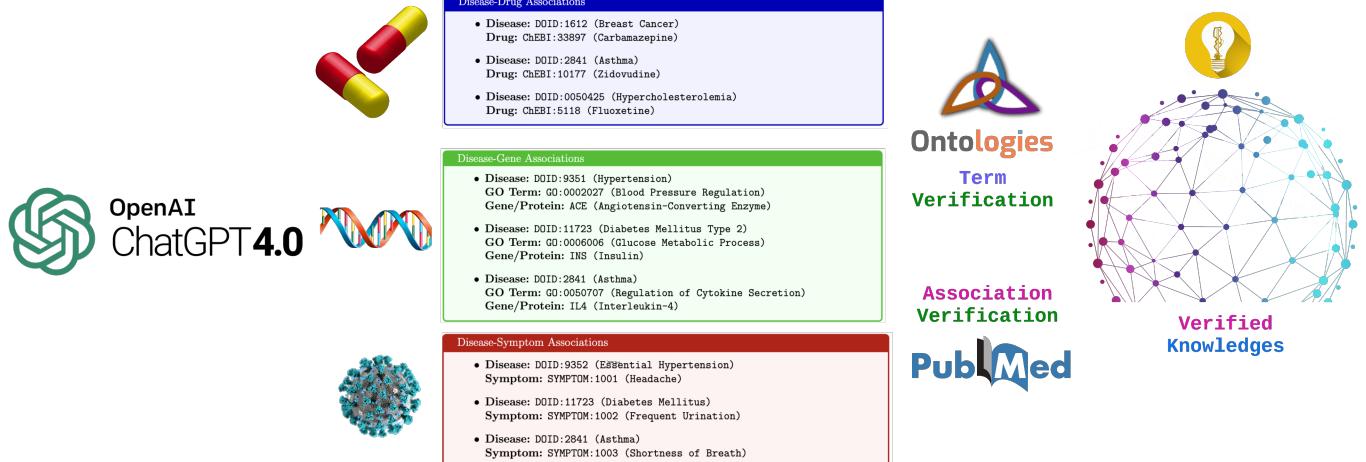 OpenAI
ChatGPT 4.0
Disease-Drug Associations
• Disease: DOID:1612 (Breast Cancer)
Drug: ChEBI:33897 (Carbamazepine)
• Disease: DOID:2841 (Asthma)
Drug: ChEBI:10177 (Zidovudine)
• Disease: DOID:0050425 (Hypercholesterolemia)
Drug: ChEBI:5118 (Fluoxetine)
Disease-Gene Associations
• Disease: DOID:9351 (Hypertension)
GO Term: GO:0002027 (Blood Pressure Regulation)
Gene/Protein: ACE (Angiotensin-Converting Enzyme)
• Disease: DOID:11723 (Diabetes Mellitus Type 2)
GO Term: GO:0006006 (Glucose Metabolic Process)
Gene/Protein: INS (Insulin)
• Disease: DOID:2841 (Asthma)
GO Term: GO:0050707 (Regulation of Cytokine Secretion)
Gene/Protein: IL4 (Interleukin-4)
Disease-Symptom Associations
• Disease: DOID:9352 (Essential Hypertension)
Symptom: SYMPTOM:1001 (Headache)
• Disease: DOID:11723 (Diabetes Mellitus)
Symptom: SYMPTOM:1002 (Frequent Urination)
• Disease: DOID:2841 (Asthma)
Symptom: SYMPTOM:1003 (Shortness of Breath)
Ontologies
Term
Verification
Association
Verification
PubMed
Verified
Knowledges